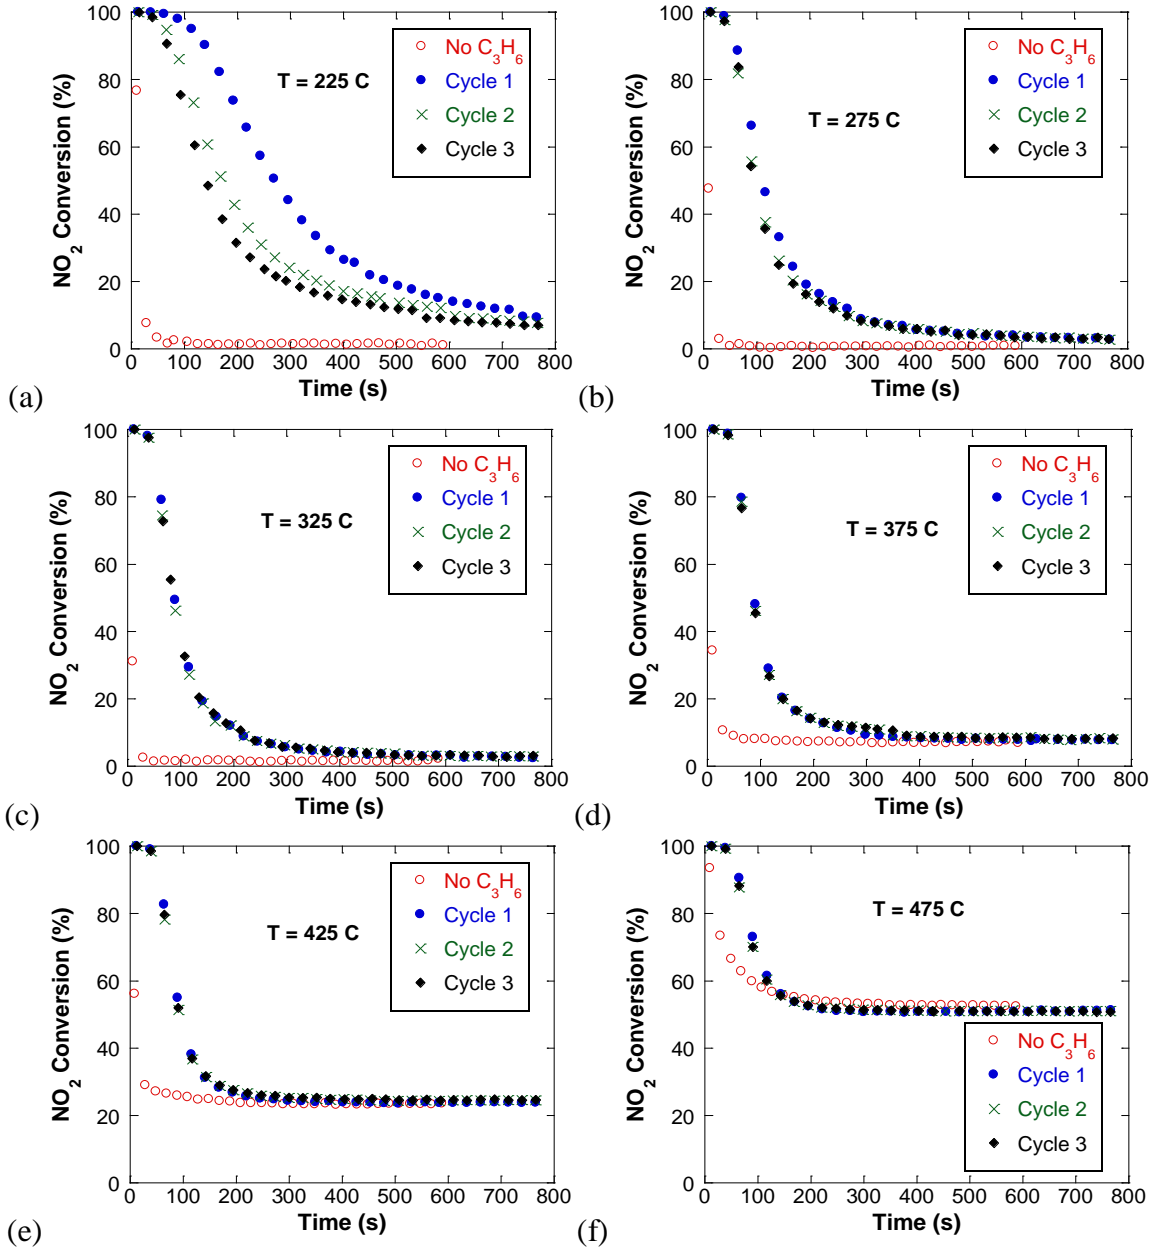 NO2 Conversion (%)
100
80
60
40
20
0
T = 225 C
No C3H6
Cycle 1
Cycle 2
Cycle 3
0 100 200 300 400 500 600 700 800
Time (s)
(a)
NO2 Conversion (%)
100
80
60
40
20
0
T = 275 C
No C3H6
Cycle 1
Cycle 2
Cycle 3
0 100 200 300 400 500 600 700 800
Time (s)
(b)
NO2 Conversion (%)
100
80
60
40
20
0
T = 325 C
No C3H6
Cycle 1
Cycle 2
Cycle 3
0 100 200 300 400 500 600 700 800
Time (s)
(c)
NO2 Conversion (%)
100
80
60
40
20
0
T = 375 C
No C3H6
Cycle 1
Cycle 2
Cycle 3
0 100 200 300 400 500 600 700 800
Time (s)
(d)
NO2 Conversion (%)
100
80
60
40
20
0
T = 425 C
No C3H6
Cycle 1
Cycle 2
Cycle 3
0 100 200 300 400 500 600 700 800
Time (s)
(e)
NO2 Conversion (%)
100
80
60
40
20
0
T = 475 C
No C3H6
Cycle 1
Cycle 2
Cycle 3
0 100 200 300 400 500 600 700 800
Time (s)
(f)